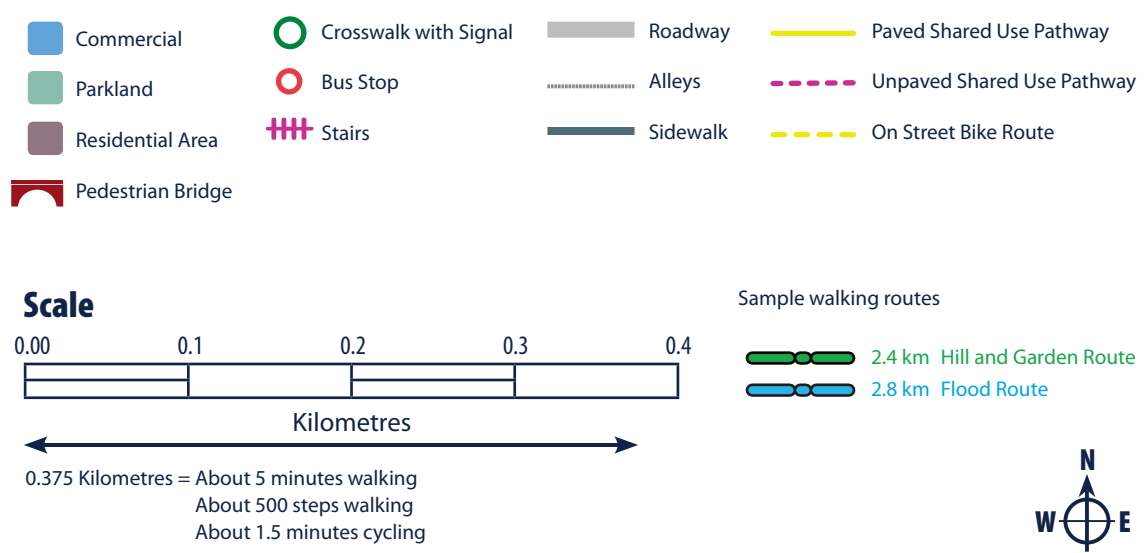 Commercial
Parkland
Residential Area
Pedestrian Bridge
Crosswalk with Signal
Bus Stop
Stairs
Roadway
Alleys
Sidewalk
Paved Shared Use Pathway
Unpaved Shared Use Pathway
On Street Bike Route
Scale
0.00 0.1 0.2 0.3 0.4
Kilometres
0.375 Kilometres = About 5 minutes walking
About 500 steps walking
About 1.5 minutes cycling
Sample walking routes
2.4 km Hill and Garden Route
2.8 km Flood Route
N
W E